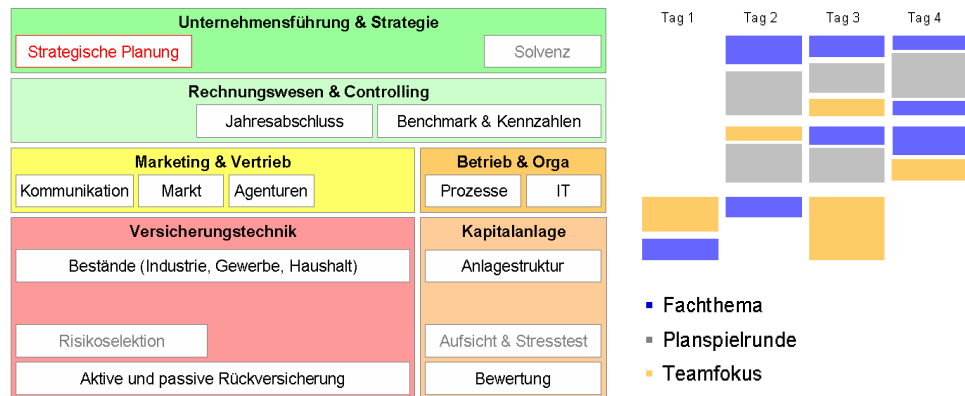 Unternehmensführung & Strategie
Strategische Planung
Solvenz
Rechnungswesen & Controlling
Jahresabschluss
Benchmark & Kennzahlen
Marketing & Vertrieb
Kommunikation
Markt
Agenturen
Betrieb & Orga
Prozesse
IT
Versicherungstechnik
Bestände (Industrie, Gewerbe, Haushalt)
Risikoselektion
Aktive und passive Rückversicherung
Kapitalanlage
Anlagestruktur
Aufsicht & Stresstest
Bewertung
Tag 1
Tag 2
Tag 3
Tag 4
Fachthema
Planspielrunde
Teamfokus